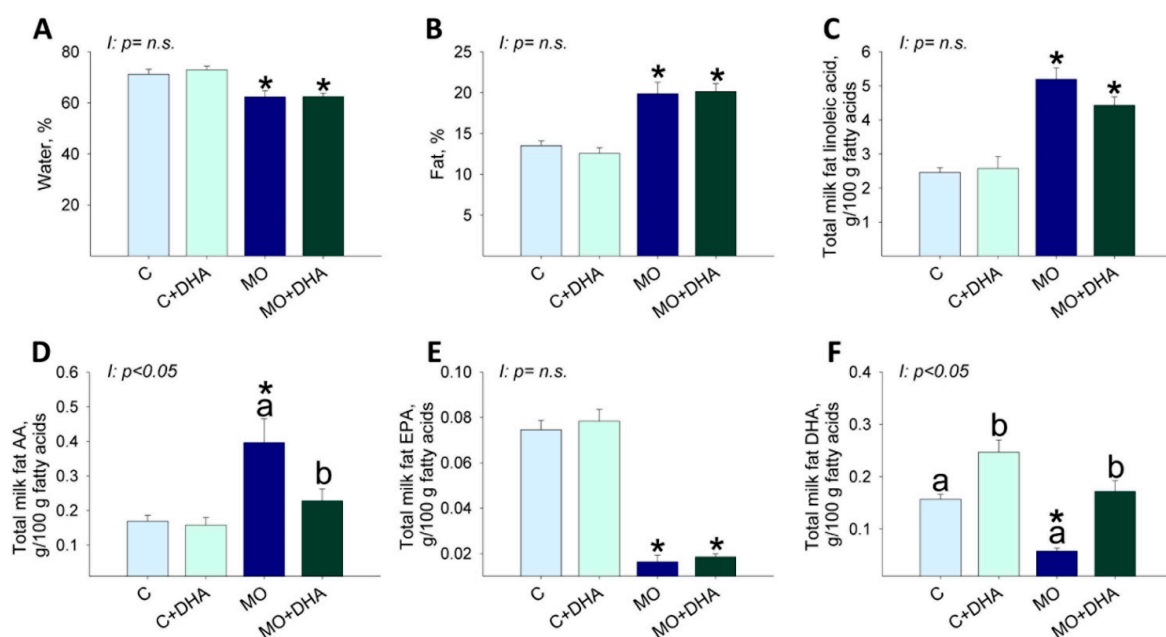 A
I: p= n.s.
Water, %
80
60
40
20
C
C+DHA
MO
MO+DHA
*
*
B
I: p= n.s.
Fat, %
25
20
15
10
5
C
C+DHA
MO
MO+DHA
*
*
C
I: p= n.s.
Total milk fat linoleic acid,
g/100 g fatty acids
6
5
4
3
2
1
C
C+DHA
MO
MO+DHA
*
*
D
I: p<0.05
Total milk fat AA,
g/100 g fatty acids
0.6
0.5
0.4
0.3
0.2
0.1
*
a
b
C
C+DHA
MO
MO+DHA
E
I: p= n.s.
Total milk fat EPA,
g/100 g fatty acids
0.10
0.08
0.06
0.04
0.02
*
*
C
C+DHA
MO
MO+DHA
F
I: p<0.05
Total milk fat DHA,
g/100 g fatty acids
0.4
0.3
0.2
0.1
a
b
*
a
b
C
C+DHA
MO
MO+DHA